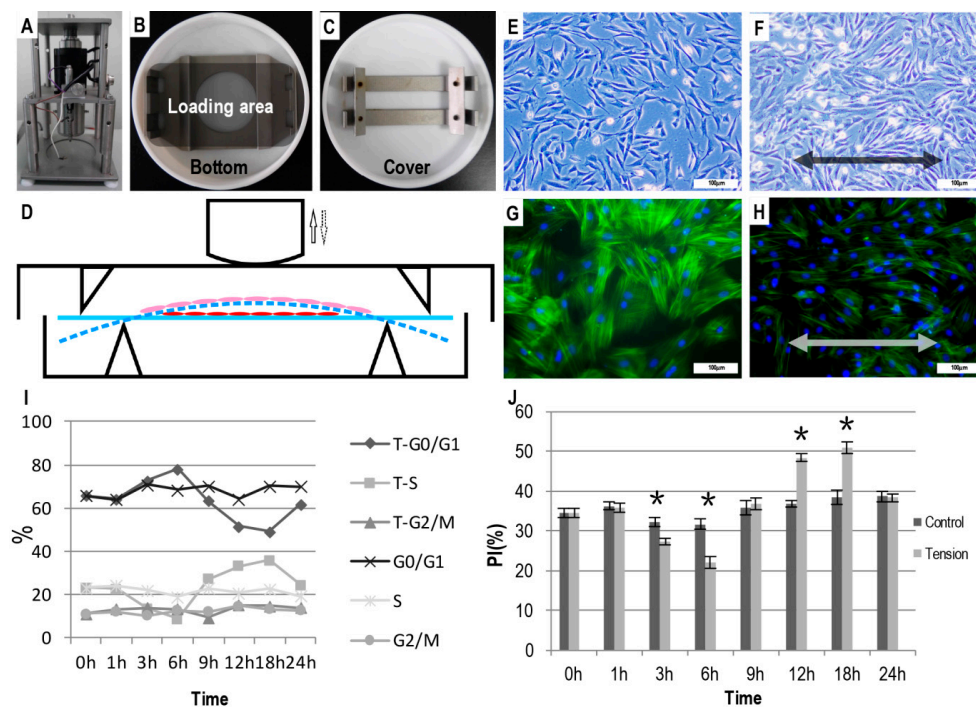 A
B
Loading area
Bottom
C
Cover
D
E
100μm
F
100μm
G
100μm
H
100μm
I
100
80
60
40
20
0
%
0h 1h 3h 6h 9h 12h 18h 24h
Time
T-G0/G1
T-S
T-G2/M
G0/G1
S
G2/M
J
60
50
40
30
20
10
0
PI(%)
* * * *
0h 1h 3h 6h 9h 12h 18h 24h
Time
Control
Tension